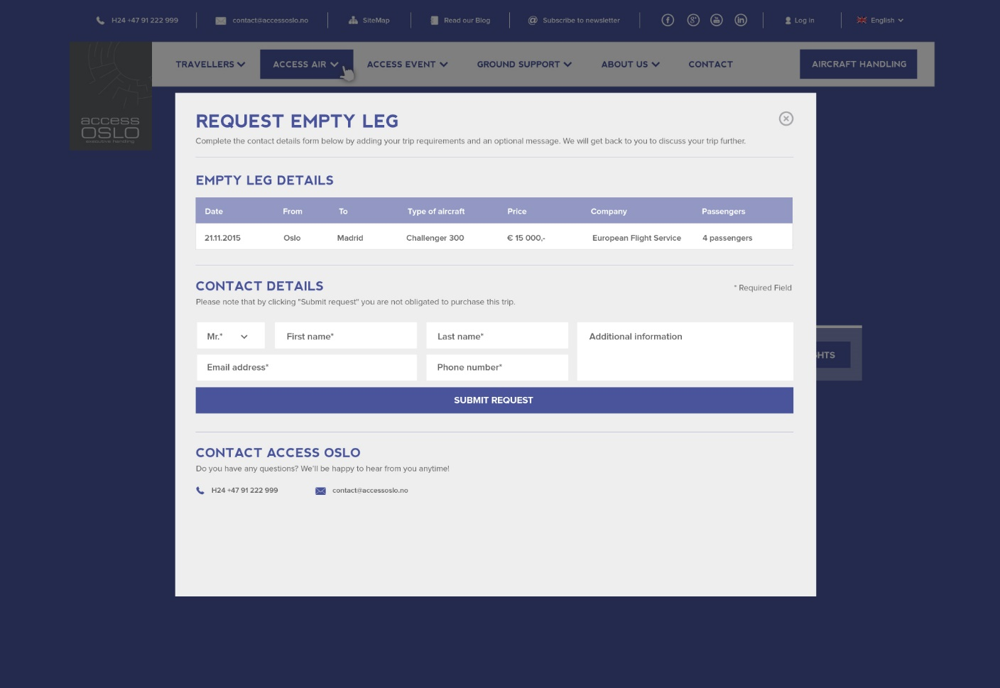 H24 +47 91 222 999
contact@accessoslo.no
SiteMap
Read our Blog
Subscribe to newsletter
Log in
English
TRAVELLERS
ACCESS AIR
ACCESS EVENT
GROUND SUPPORT
ABOUT US
CONTACT
AIRCRAFT HANDLING
access
OSLO
executive handling
REQUEST EMPTY LEG
Complete the contact details form below by adding your trip requirements and an optional message. We will get back to you to discuss your trip further.
EMPTY LEG DETAILS
Date From To Type of aircraft Price Company Passengers
21.11.2015 Oslo Madrid Challenger 300 € 15 000,- European Flight Service 4 passengers
CONTACT DETAILS
* Required Field
Please note that by clicking "Submit request" you are not obligated to purchase this trip.
Mr.* First name* Last name* Additional information
Email address* Phone number*
GHTS
SUBMIT REQUEST
CONTACT ACCESS OSLO
Do you have any questions? We'll be happy to hear from you anytime!
H24 +47 91 222 999 contact@accessoslo.no